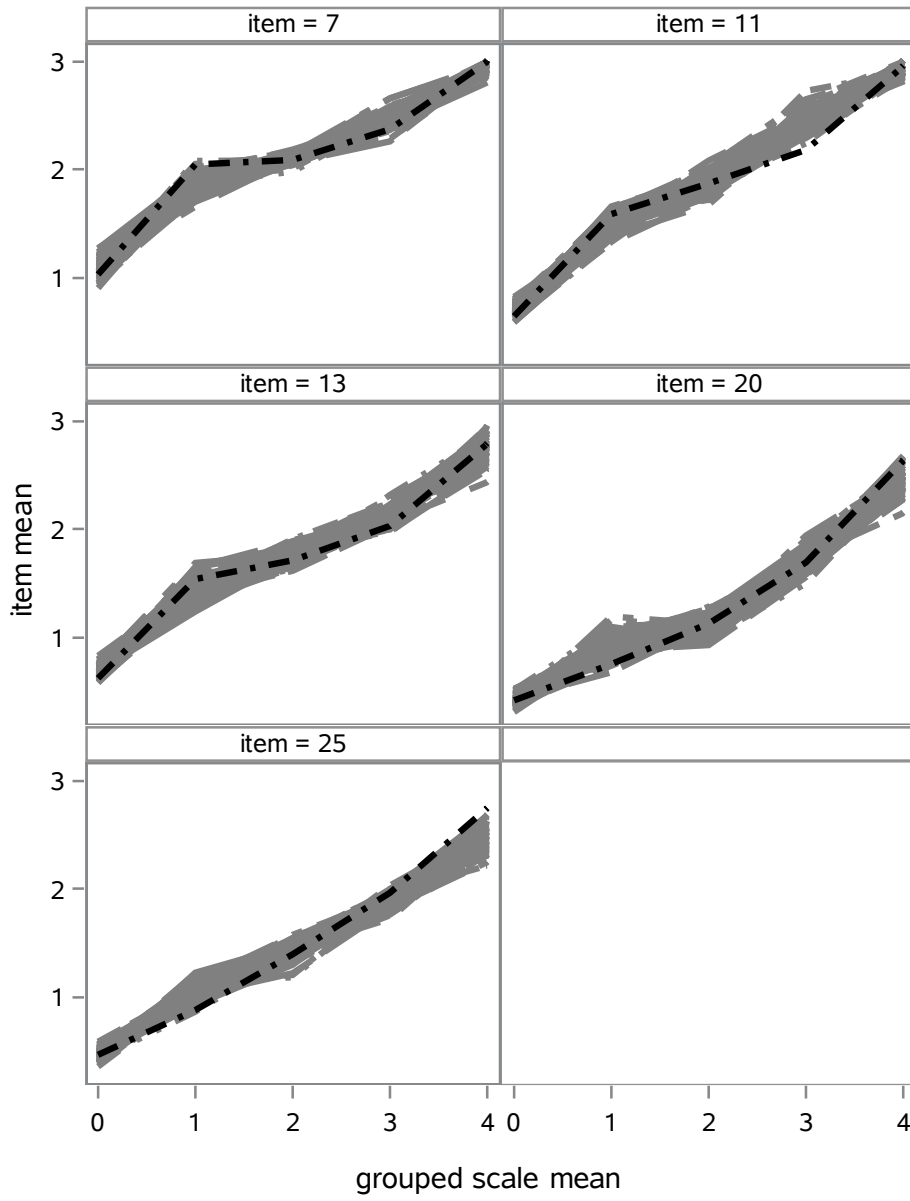 item = 7
item = 11
3
2
1
item = 13
item = 20
3
2
1
item mean
item = 25
3
2
1
0 1 2 3 4 0 1 2 3 4
grouped scale mean